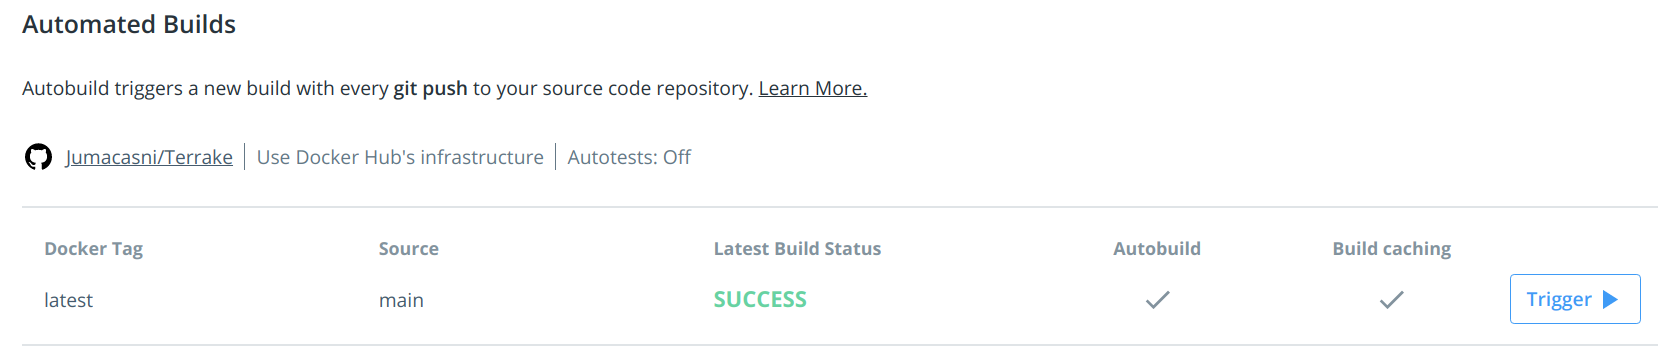 Automated Builds
Autobuild triggers a new build with every git push to your source code repository. Learn More.
Jumacasni/Terrake Use Docker Hub's infrastructure Autotests: Off
Docker Tag Source Latest Build Status Autobuild Build caching
latest main SUCCESS Trigger